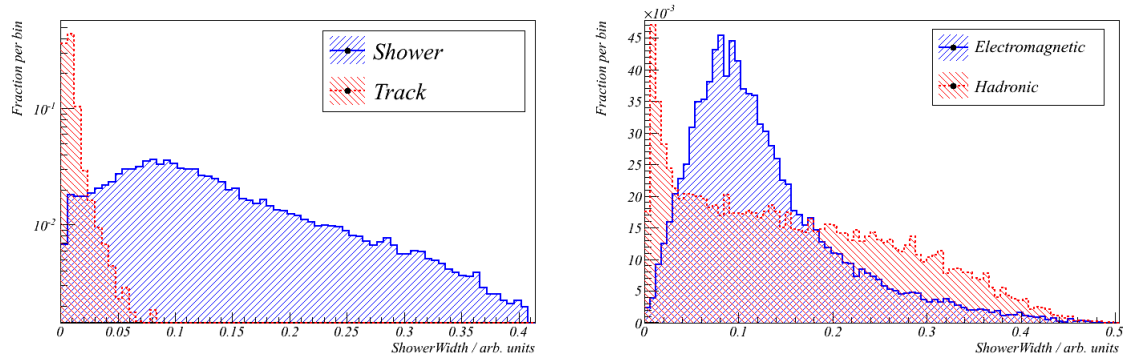 Fraction per bin
10⁻¹
10⁻²
Shower
Track
0 0.05 0.1 0.15 0.2 0.25 0.3 0.35 0.4
ShowerWidth / arb. units
×10⁻³
Fraction per bin
45
40
35
30
25
20
15
10
5
0
Electromagnetic
Hadronic
0 0.1 0.2 0.3 0.4 0.5
ShowerWidth / arb. units